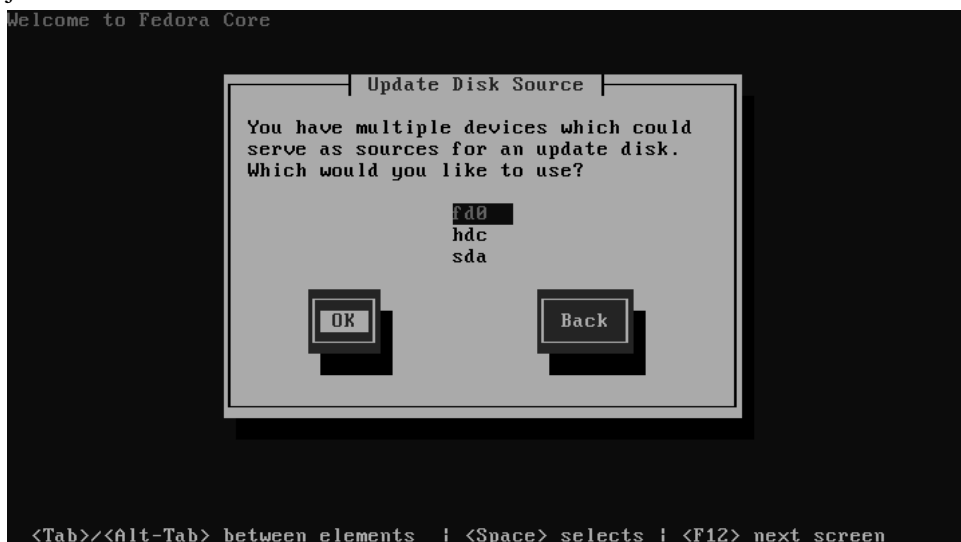 Welcome to Fedora Core
Update Disk Source
You have multiple devices which could
serve as sources for an update disk.
Which would you like to use?
fd0
hdc
sda
OK Back
<Tab>/<Alt-Tab> between elements | <Space> selects | <F12> next screen